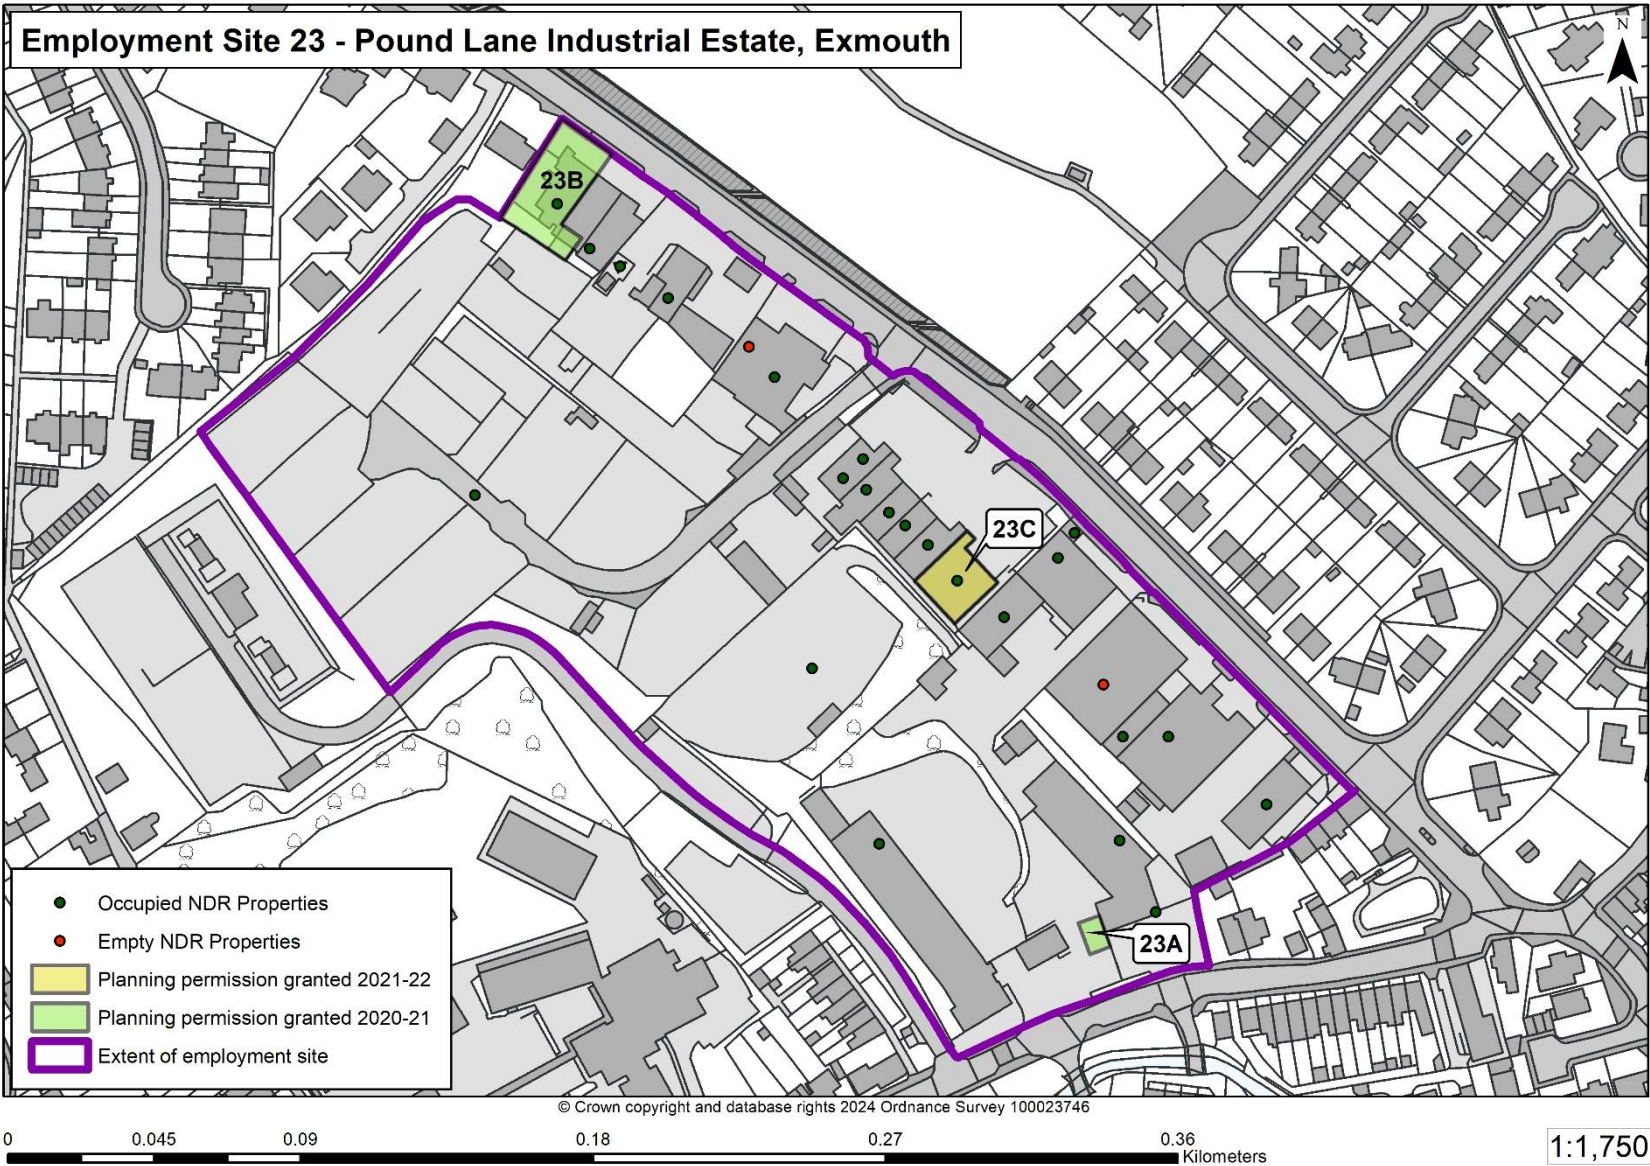 Employment Site 23 - Pound Lane Industrial Estate, Exmouth
N
23B
23C
23A
Occupied NDR Properties
Empty NDR Properties
Planning permission granted 2021-22
Planning permission granted 2020-21
Extent of employment site
© Crown copyright and database rights 2024 Ordnance Survey 100023746
0 0.045 0.09 0.18 0.27 0.36
Kilometers
1:1,750